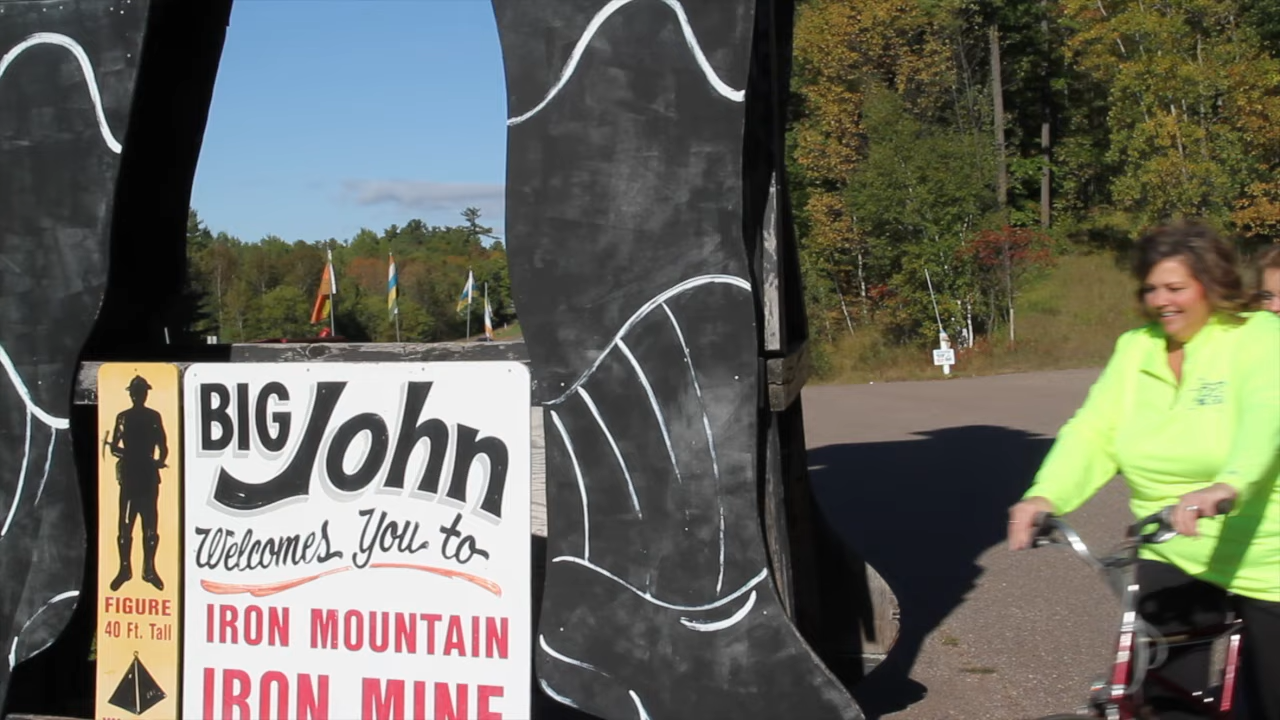 BIG John
Welcomes You to
IRON MOUNTAIN
IRON MINE
FIGURE
40 Ft. Tall